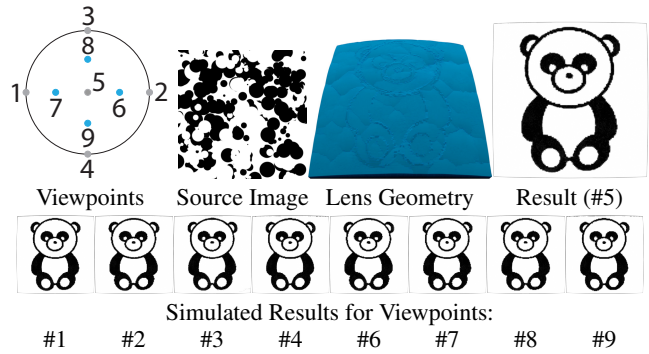 3
8
1 7 5 6 2
9
4
Viewpoints Source Image Lens Geometry Result (#5)
Simulated Results for Viewpoints:
#1 #2 #3 #4 #6 #7 #8 #9